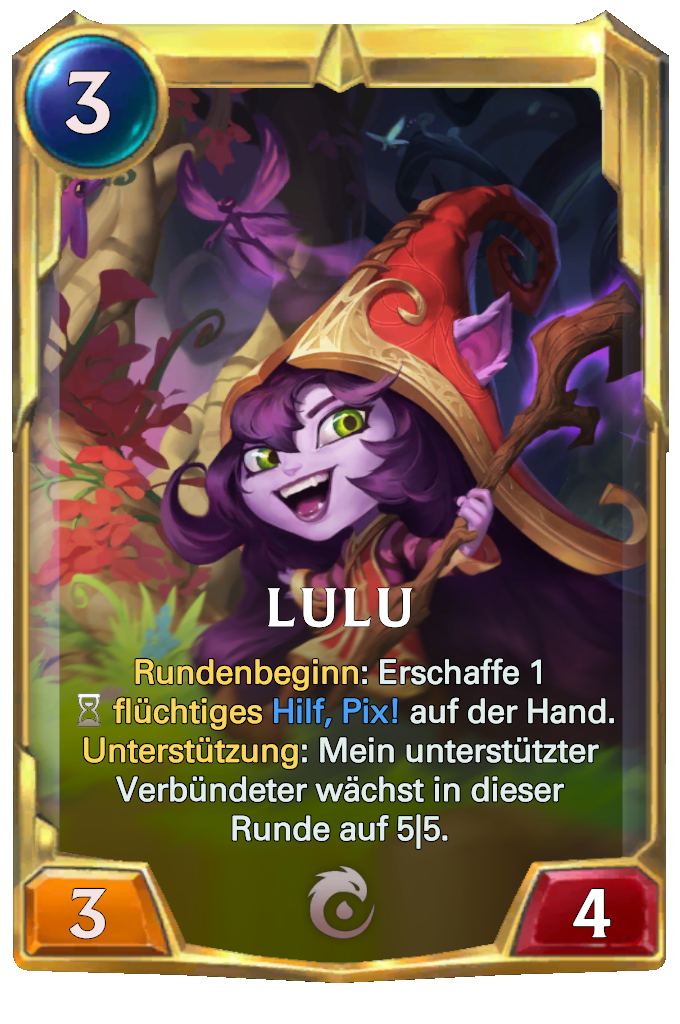 3
LULU
Rundenbeginn: Erschaffe 1
flüchtiges Hilf, Pix! auf der Hand.
Unterstützung: Mein unterstützter
Verbündeter wächst in dieser
Runde auf 5|5.
3
4